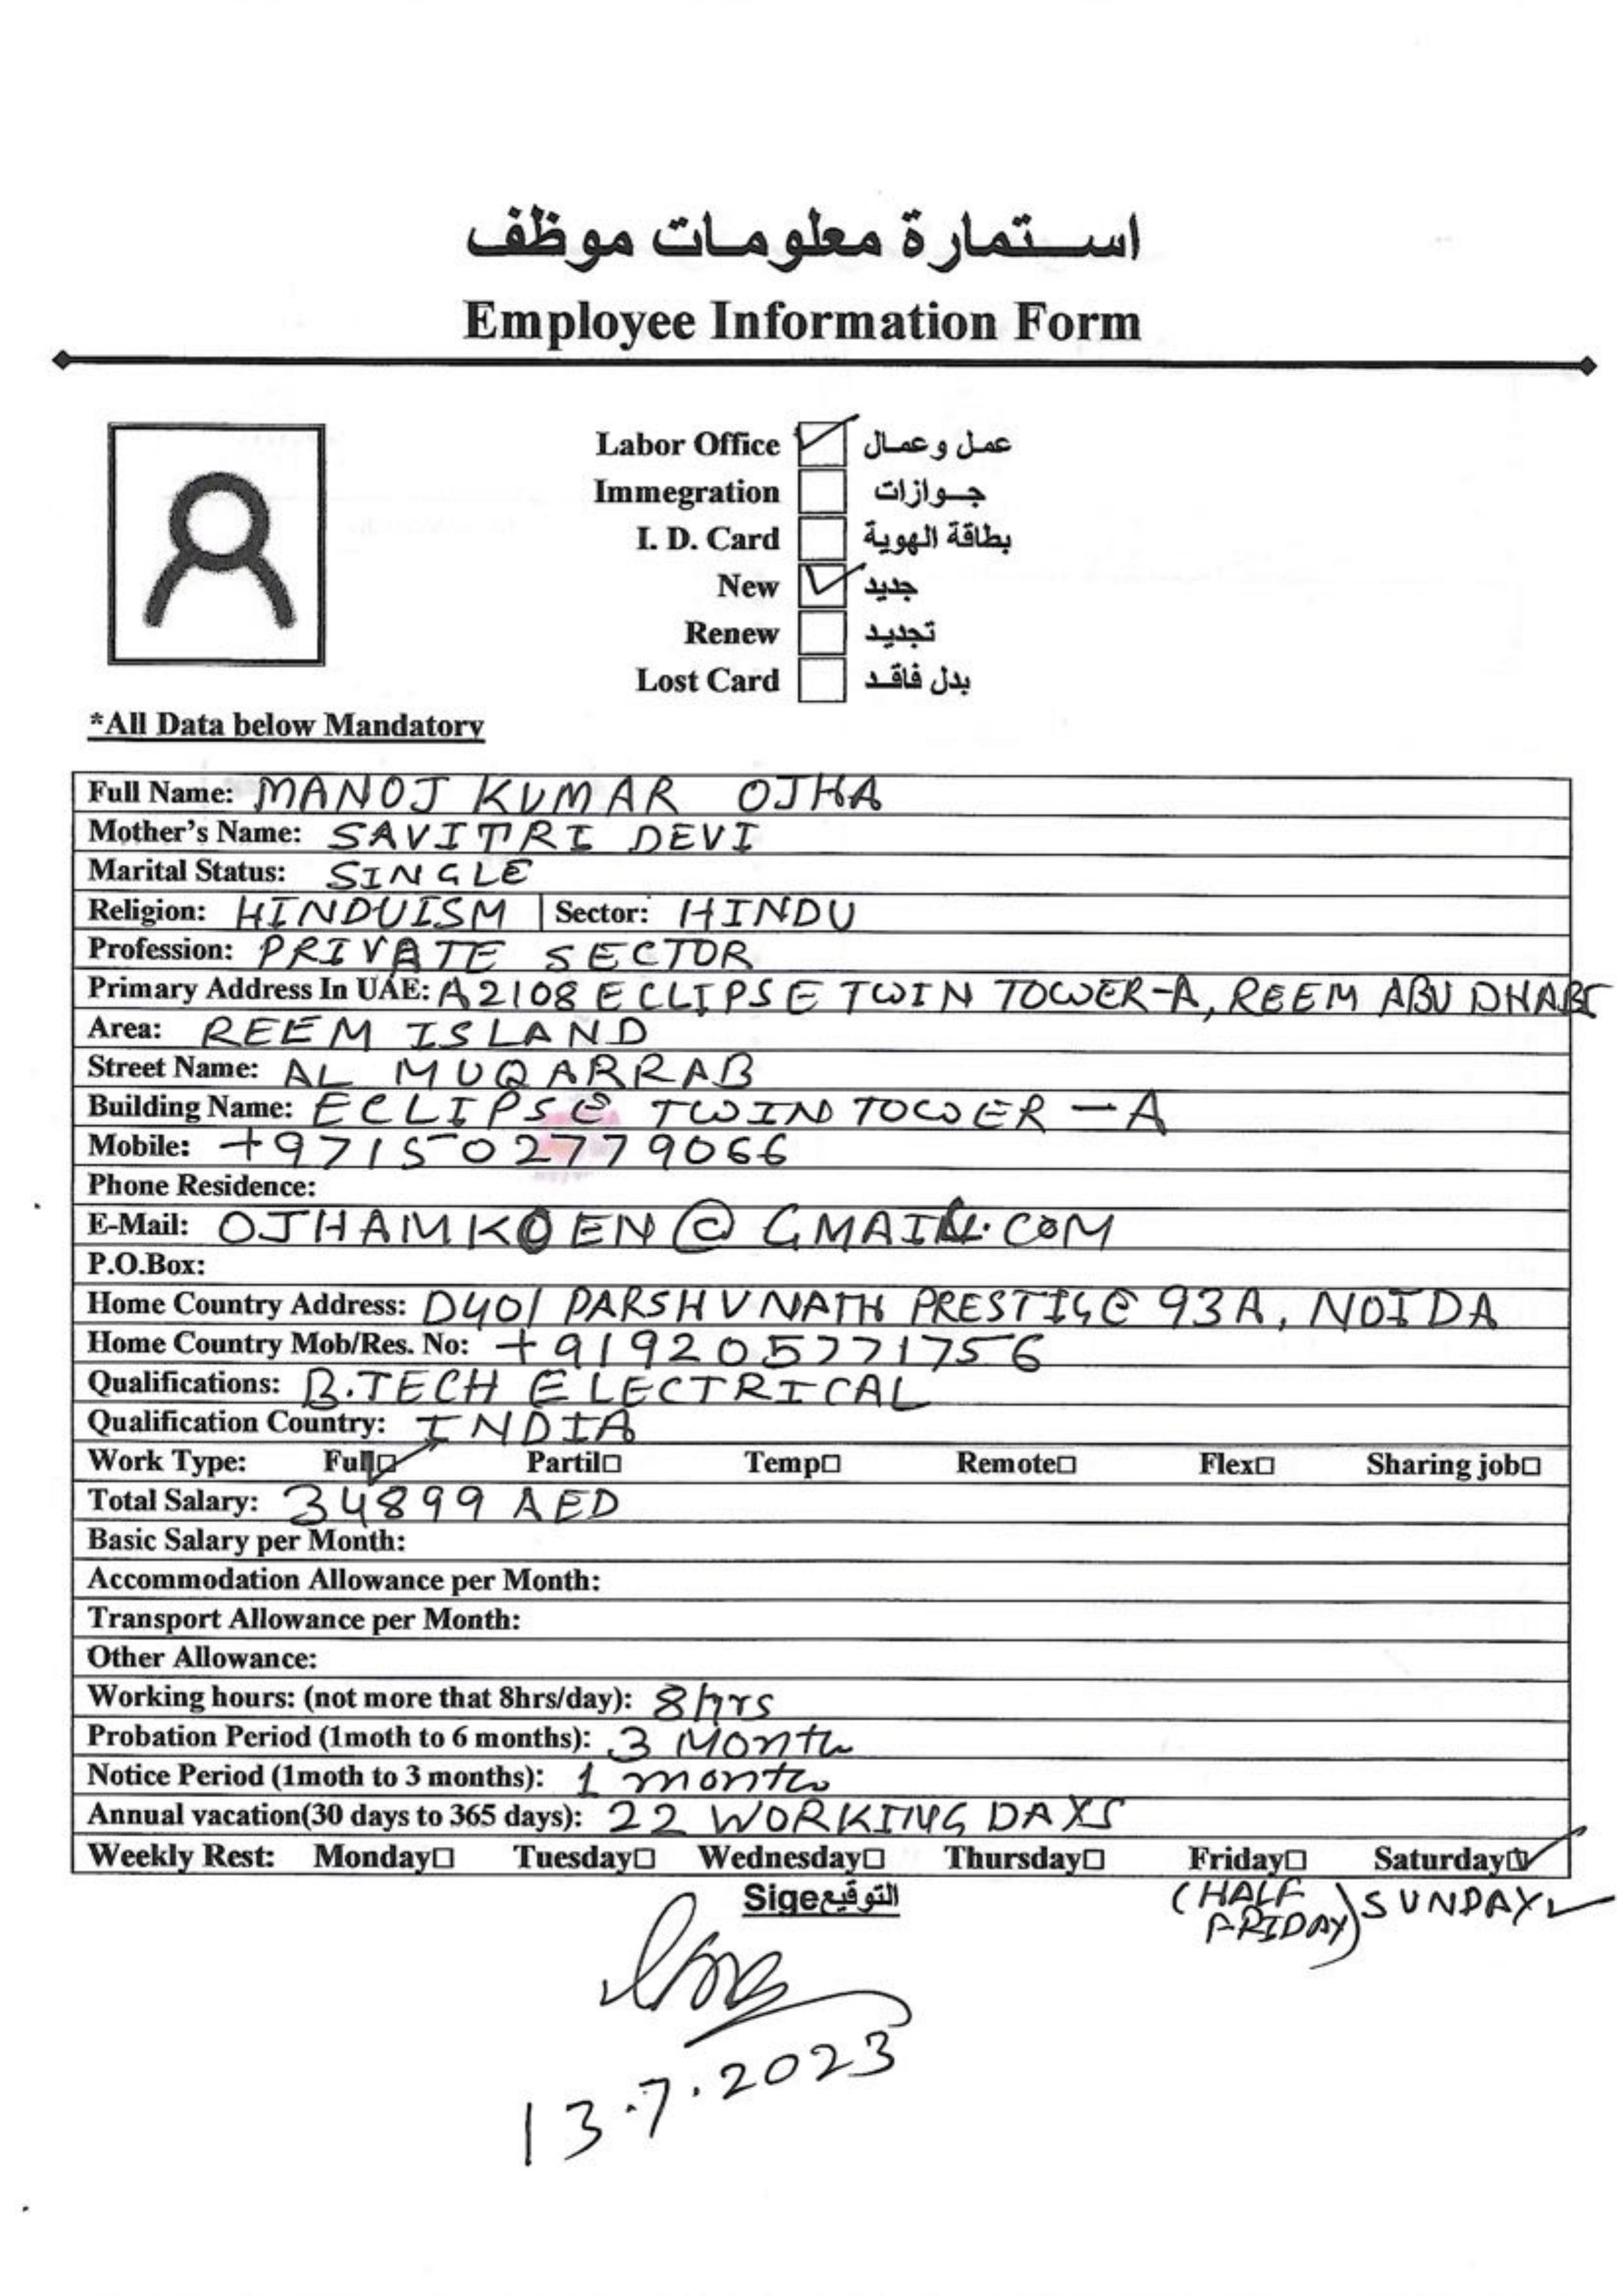 استمارة معلومات موظف
Employee Information Form
Labor Office عمل وعمال
Immegration جوازات
I. D. Card بطاقة الهوية
New جديد
Renew تجديد
Lost Card بدل فاقد
*All Data below Mandatory
Full Name: MANOJ KUMAR OJHA
Mother's Name: SAVITRI DEVI
Marital Status: SINGLE
Religion: HINDUISM Sector: HINDU
Profession: PRIVATE SECTOR
Primary Address In UAE: A2108 ECLIPSE TWIN TOWER-A, REEM ABU DHABI
Area: REEM ISLAND
Street Name: AL MUQARRAB
Building Name: ECLIPSE TWIN TOWER - A
Mobile: +971502779066
Phone Residence:
E-Mail: OJHAMKOEN@GMAIL.COM
P.O.Box:
Home Country Address: D401 PARSHVNATH PRESTIGE 93A, NOIDA
Home Country Mob/Res. No: +919205771756
Qualifications: B.TECH ELECTRICAL
Qualification Country: INDIA
Work Type: Full□ Partil□ Temp□ Remote□ Flex□ Sharing job□
Total Salary: 34899 AED
Basic Salary per Month:
Accommodation Allowance per Month:
Transport Allowance per Month:
Other Allowance:
Working hours: (not more that 8hrs/day): 8hrs
Probation Period (1moth to 6 months): 3 Month
Notice Period (1moth to 3 months): 1 month
Annual vacation(30 days to 365 days): 22 WORKING DAYS
Weekly Rest: Monday□ Tuesday□ Wednesday□ Thursday□ Friday□ Saturday□
Sige التوقيع
(HALF FRIDAY) SUNDAY
13.7.2023